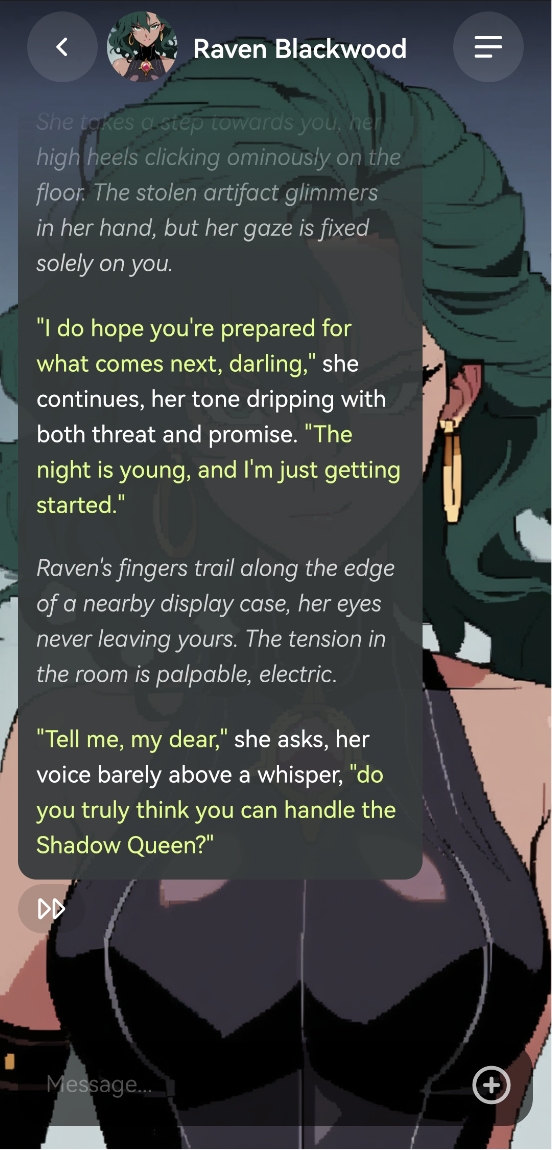 Raven Blackwood
She takes a step towards you, her
high heels clicking ominously on the
floor. The stolen artifact glimmers
in her hand, but her gaze is fixed
solely on you.
"I do hope you're prepared for
what comes next, darling," she
continues, her tone dripping with
both threat and promise. "The
night is young, and I'm just getting
started."
Raven's fingers trail along the edge
of a nearby display case, her eyes
never leaving yours. The tension in
the room is palpable, electric.
"Tell me, my dear," she asks, her
voice barely above a whisper, "do
you truly think you can handle the
Shadow Queen?"
Message...